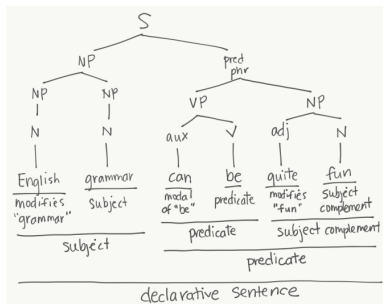 S
NP pred phr
NP NP VP NP
N N aux V adj N
English grammar can be quite fun
modifies "grammar" subject modal of "be" predicate modifies "fun" subject complement
subject predicate subject complement
predicate
declarative sentence